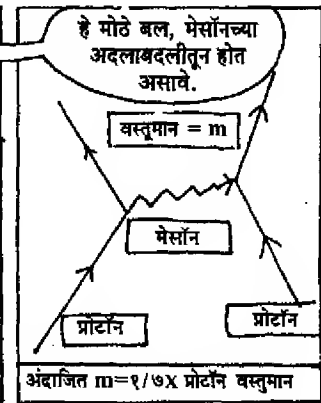 हे मोठे बल, मेसॉनच्या
अदलाबदलीतून होत
असावे.
वस्तूमान = m
मेसॉन
प्रोटॉन
प्रोटॉन
अंदाजित m=१/७X प्रोटॉन वस्तुमान